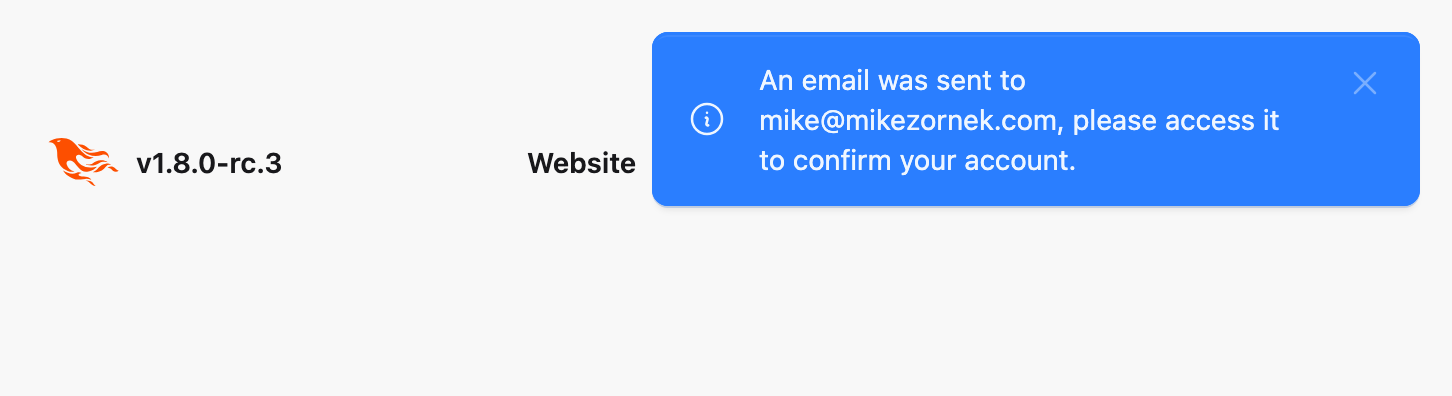 An email was sent to
mike@mikezornek.com, please access it
to confirm your account.
v1.8.0-rc.3
Website